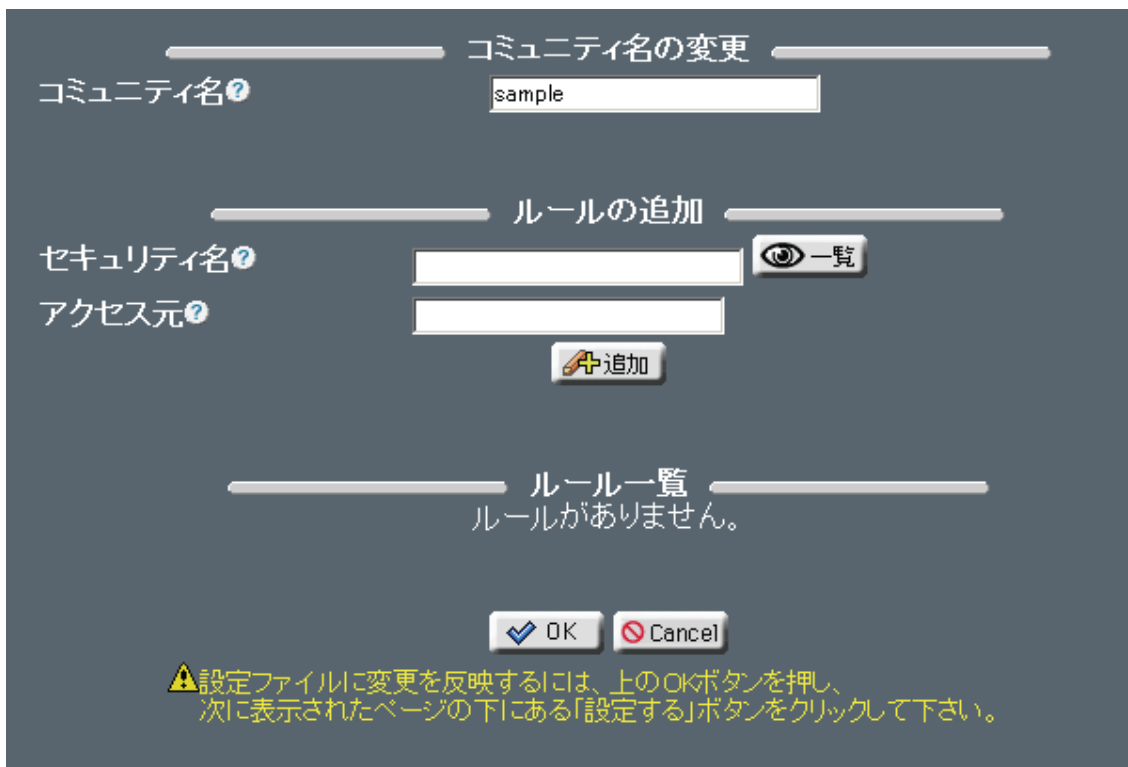 コミュニティ名の変更
コミュニティ名
sample
ルールの追加
セキュリティ名
一覧
アクセス元
追加
ルール一覧
ルールがありません。
OK Cancel
設定ファイルに変更を反映するには、上のOKボタンを押し、
次に表示されたページの下にある「設定する」ボタンをクリックして下さい。